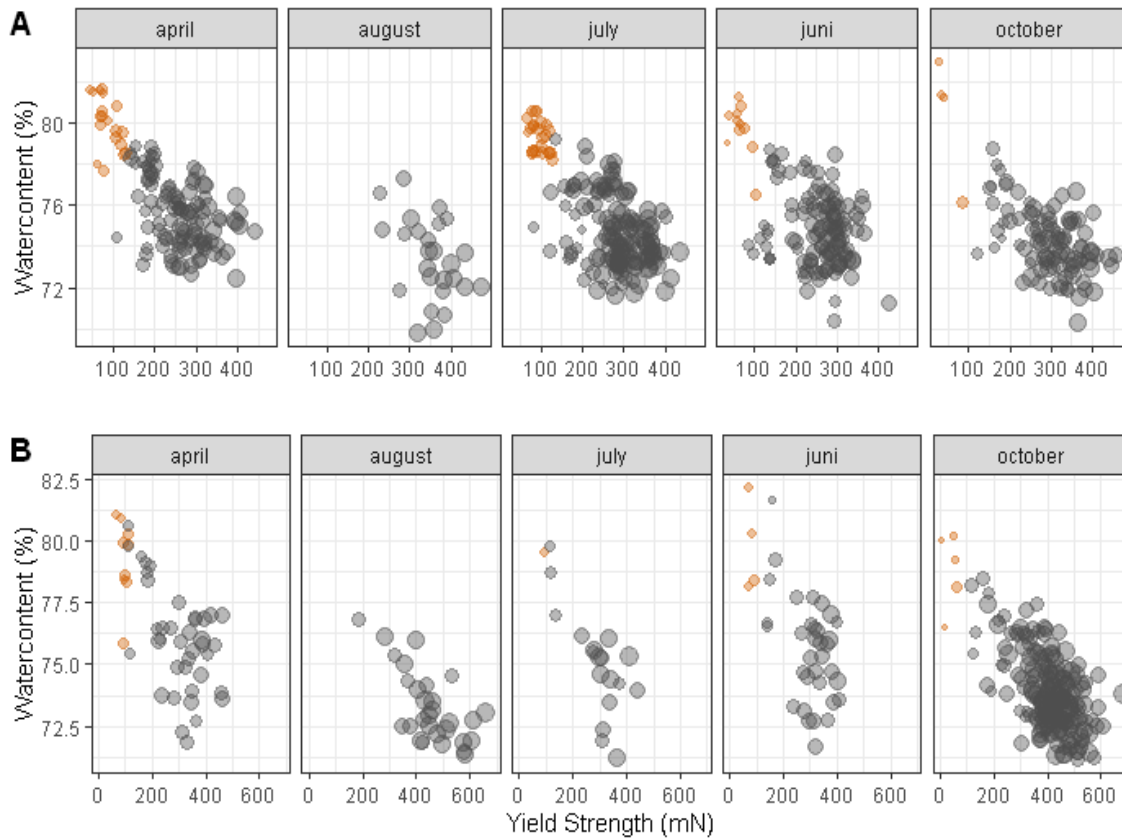 A
april august july juni october
Watercontent (%)
80
76
72
100 200 300 400 100 200 300 400 100 200 300 400 100 200 300 400 100 200 300 400
B
april august july juni october
Watercontent (%)
82.5
80.0
77.5
75.0
72.5
0 200 400 600 0 200 400 600 0 200 400 600 0 200 400 600 0 200 400 600
Yield Strength (mN)